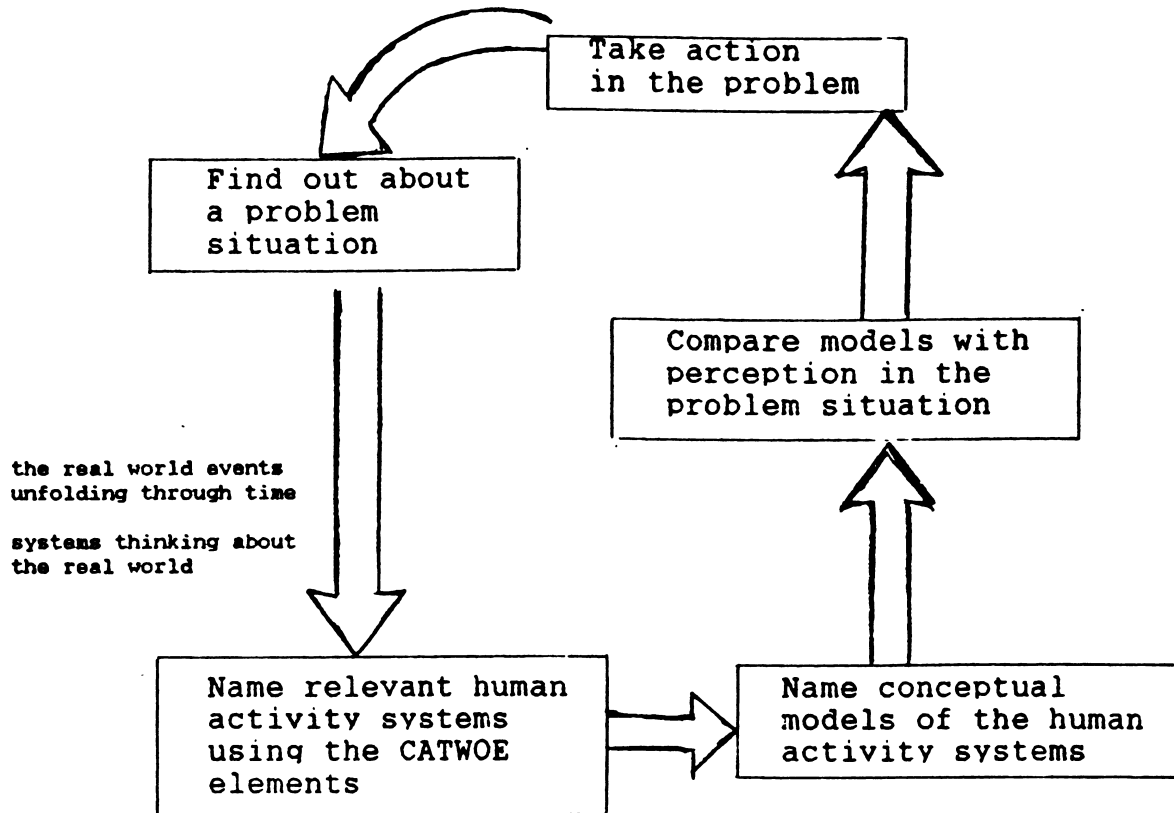 Take action
in the problem
Find out about
a problem
situation
Compare models with
perception in the
problem situation
the real world events
unfolding through time
systems thinking about
the real world
Name relevant human
activity systems
using the CATWOE
elements
Name conceptual
models of the human
activity systems